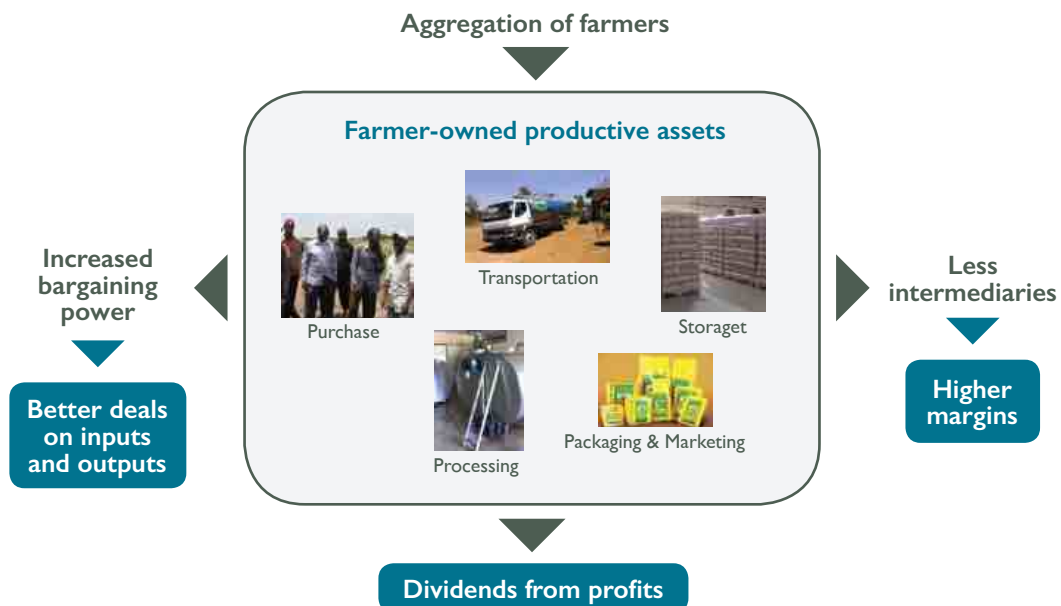 Aggregation of farmers
Farmer-owned productive assets
Transportation
Purchase
Storaget
Processing
Packaging & Marketing
Increased
bargaining
power
Better deals
on inputs
and outputs
Less
intermediaries
Higher
margins
Dividends from profits